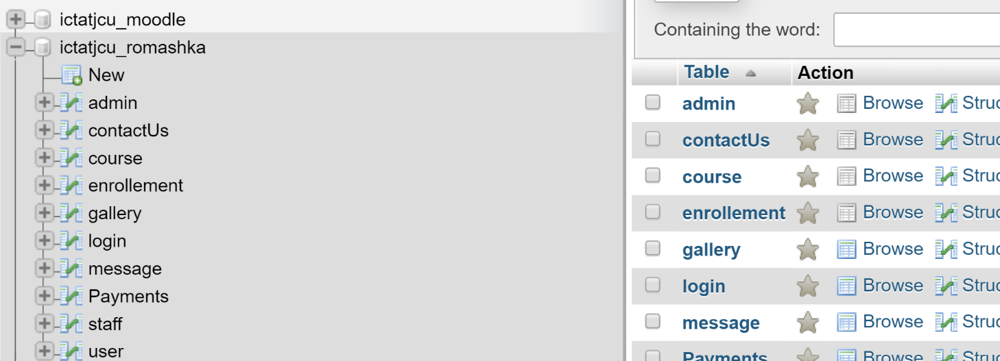 ictatjcu_moodle
ictatjcu_romashka
New
admin
contactUs
course
enrollement
gallery
login
message
Payments
staff
user
Containing the word:
Table Action
admin Browse Struc
contactUs Browse Struc
course Browse Struc
enrollement Browse Struc
gallery Browse Struc
login Browse Struc
message Browse Struc
Payments Browse Struc